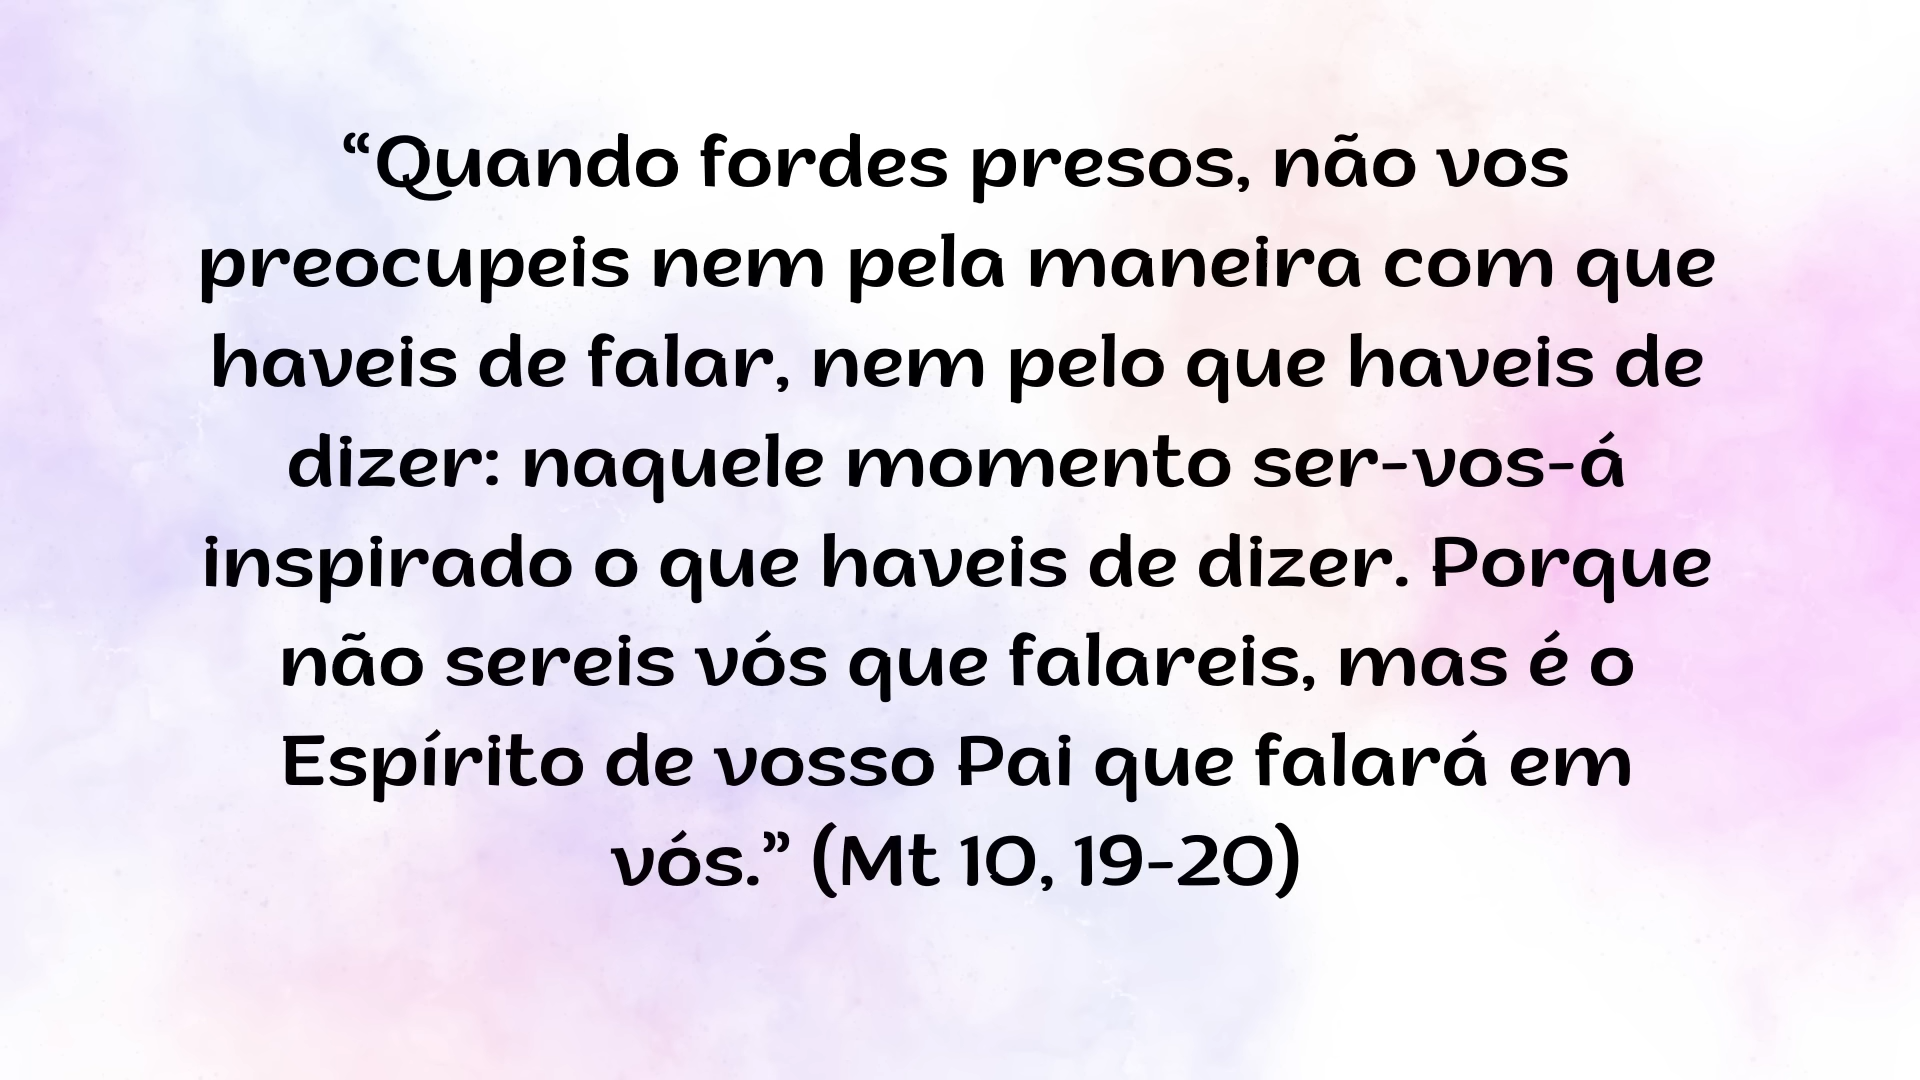 “Quando fordes presos, não vos
preocupeis nem pela maneira com que
haveis de falar, nem pelo que haveis de
dizer: naquele momento ser-vos-á
inspirado o que haveis de dizer. Porque
não sereis vós que falareis, mas é o
Espírito de vosso Pai que falará em
vós.” (Mt 10, 19-20)